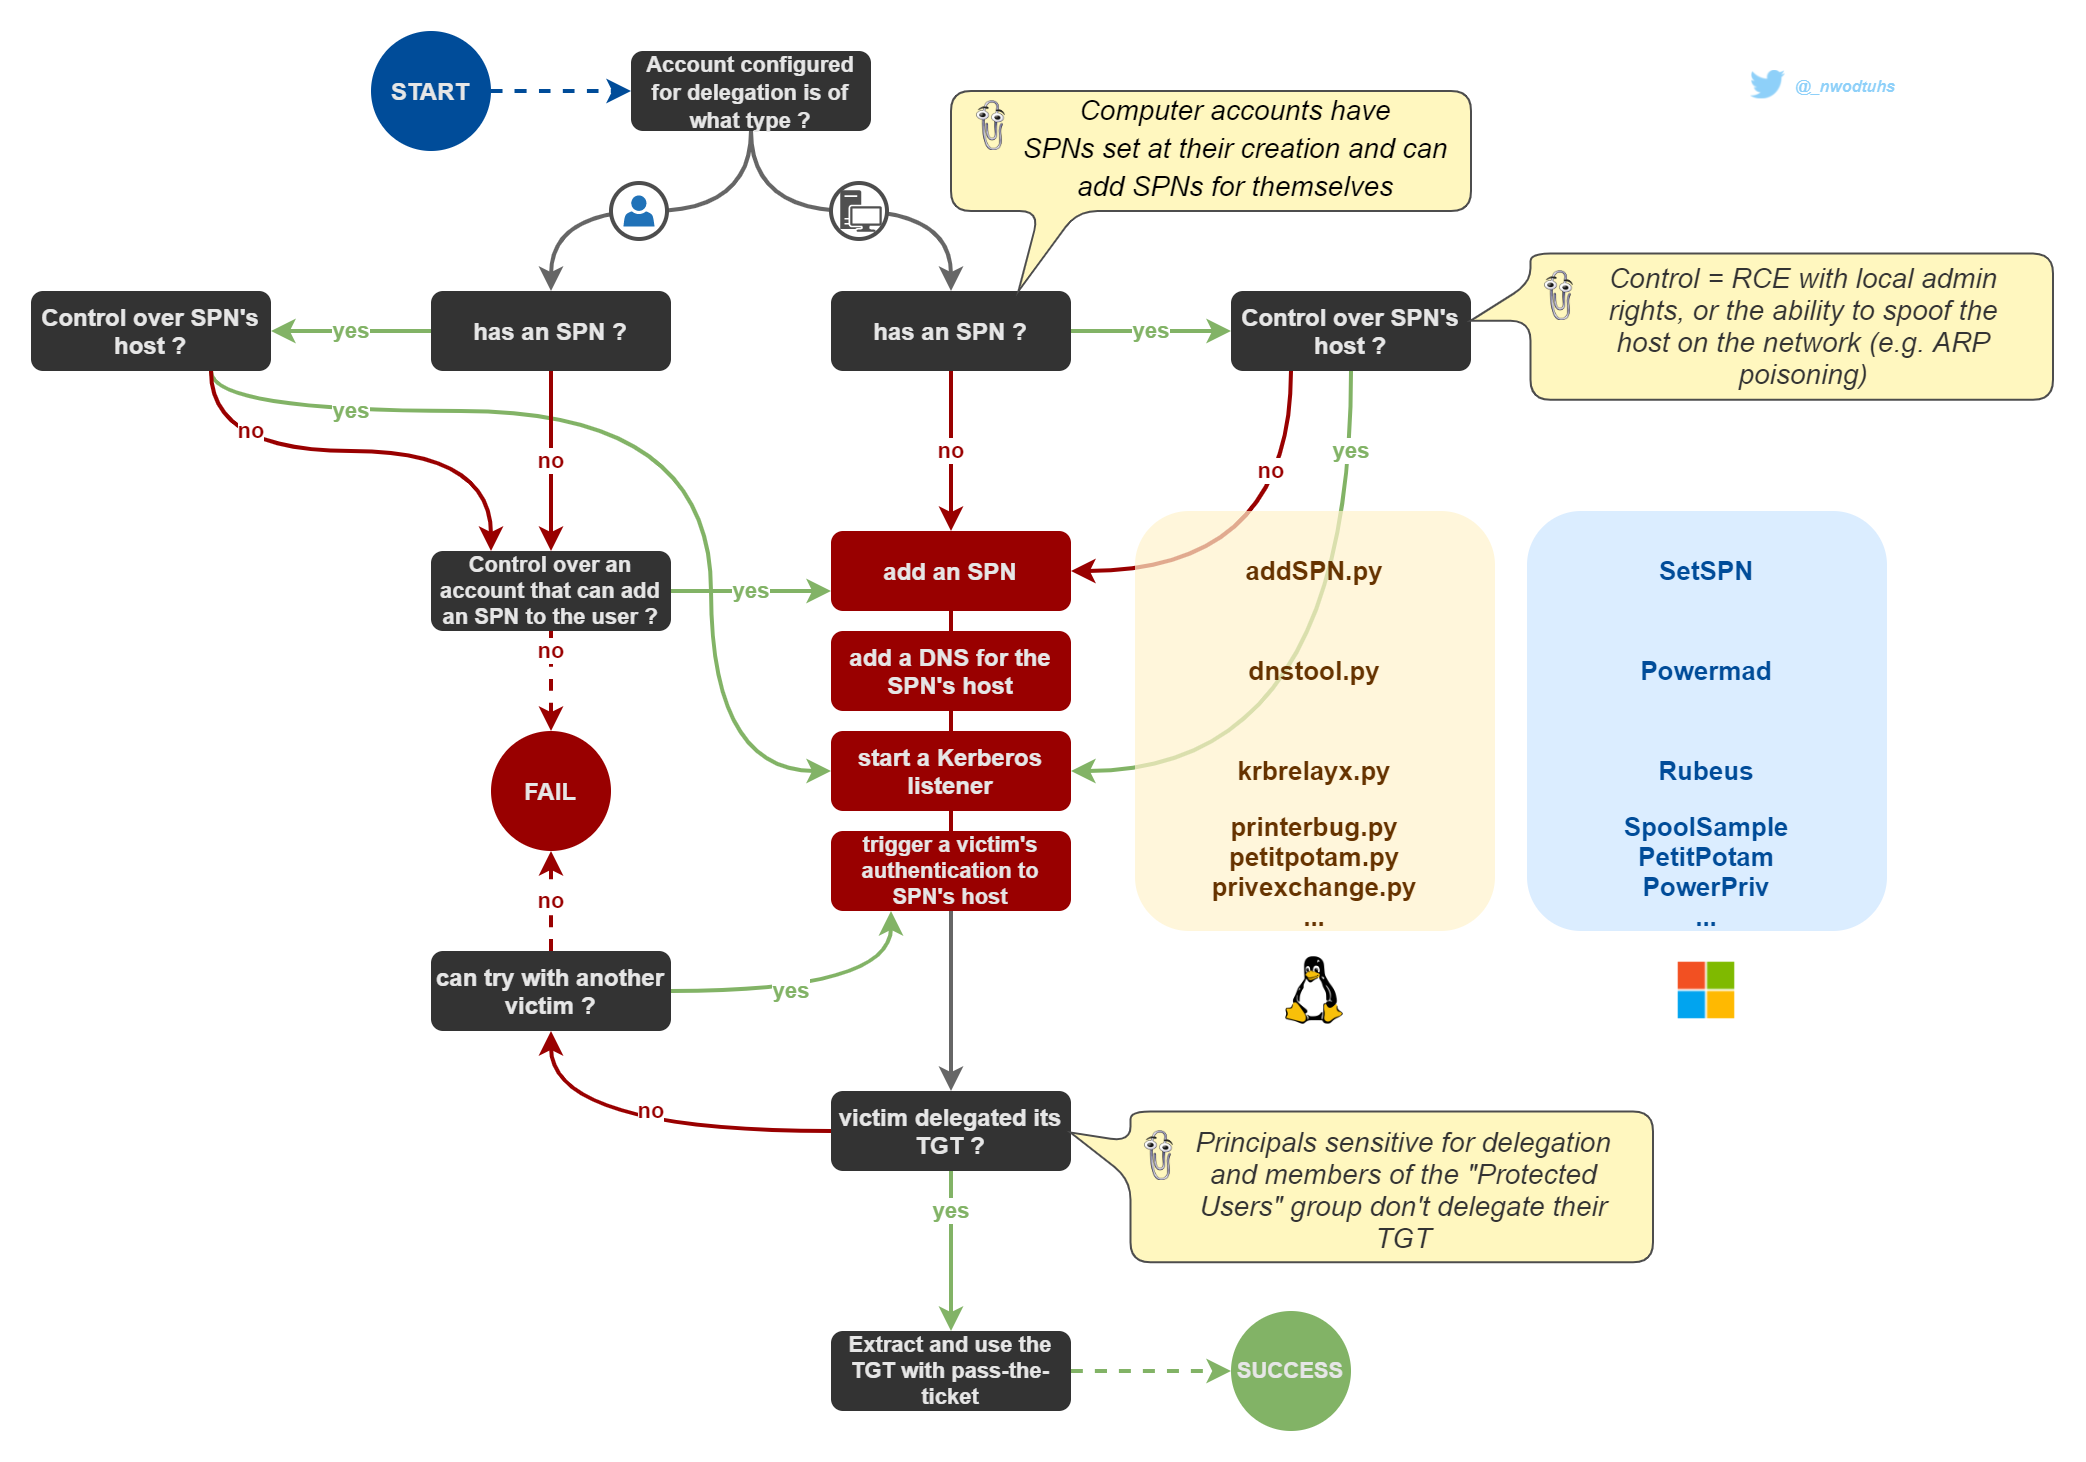 START
Account configured
for delegation is of
what type ?
@_nwodtuhs
Computer accounts have
SPNs set at their creation and can
add SPNs for themselves
Control = RCE with local admin
rights, or the ability to spoof the
host on the network (e.g. ARP
poisoning)
Control over SPN's
host ?
yes
has an SPN ?
has an SPN ?
yes
Control over SPN's
host ?
yes
no
no
no
no
yes
Control over an
account that can add
an SPN to the user ?
yes
add an SPN
addSPN.py
SetSPN
no
add a DNS for the
SPN's host
dnstool.py
Powermad
FAIL
start a Kerberos
listener
krbrelayx.py
Rubeus
trigger a victim's
authentication to
SPN's host
printerbug.py
petitpotam.py
privexchange.py
...
SpoolSample
PetitPotam
PowerPriv
...
no
can try with another
victim ?
yes
no
victim delegated its
TGT ?
Principals sensitive for delegation
and members of the "Protected
Users" group don't delegate their
TGT
yes
Extract and use the
TGT with pass-the-
ticket
SUCCESS